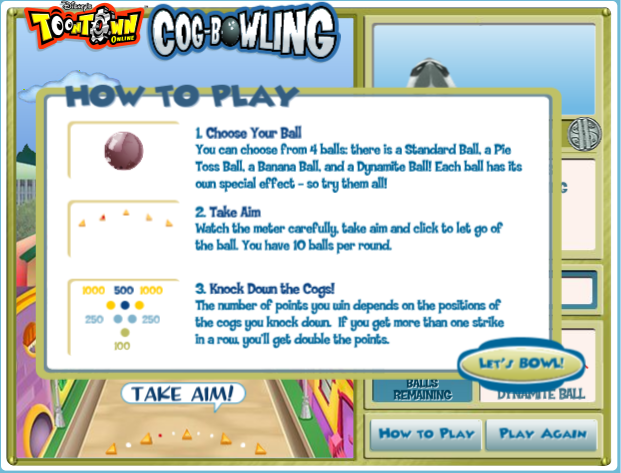 Disney's
TOONTOWN
ONLINE
COG-BOWLING
HOW TO PLAY
1. Choose Your Ball
You can choose from 4 balls: there is a Standard Ball, a Pie
Toss Ball, a Banana Ball, and a Dynamite Ball! Each ball has its
own special effect - so try them all!
2. Take Aim
Watch the meter carefully, take aim and click to let go of
the ball. You have 10 balls per round.
1000 500 1000
250 250
100
3. Knock Down the Cogs!
The number of points you win depends on the positions of
the cogs you knock down. If you get more than one strike
in a row, you'll get double the points.
LET'S BOWL!
TAKE AIM!
BALLS
REMAINING
DYNAMITE BALL
HOW TO PLAY
PLAY AGAIN